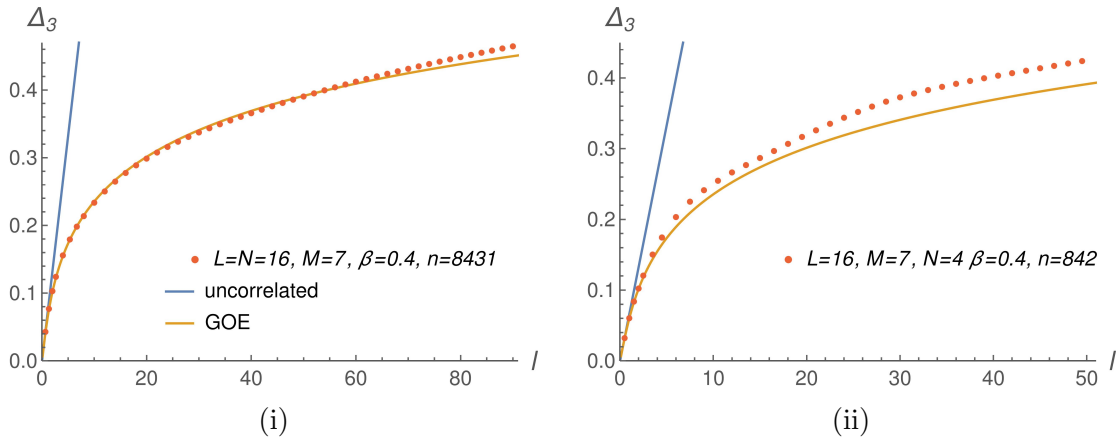 Δ3
0.4
0.3
0.2
0.1
0.0
L=N=16, M=7, β=0.4, n=8431
uncorrelated
GOE
0 20 40 60 80 l
(i)
Δ3
0.4
0.3
0.2
0.1
0.0
L=16, M=7, N=4 β=0.4, n=842
0 10 20 30 40 50 l
(ii)